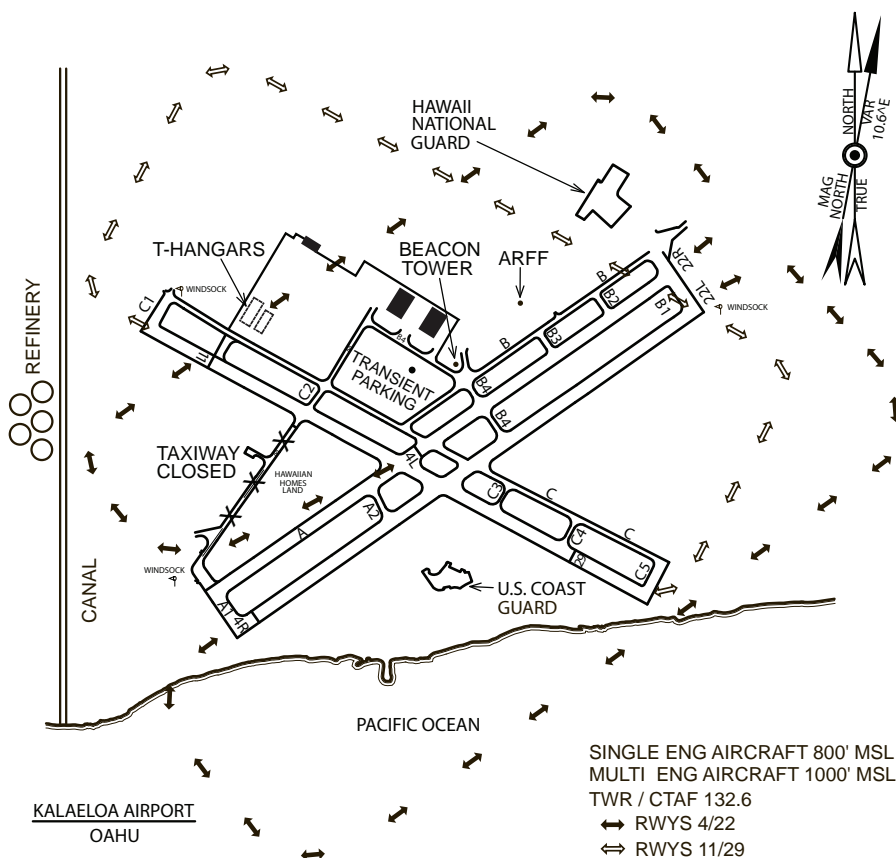 HAWAII
NATIONAL
GUARD
NORTH
VAR
10.6^E
MAG
NORTH
TRUE
T-HANGARS
BEACON
TOWER
ARFF
WINDSOCK
C1
11
C2
REFINERY
B
B2
B3
B
B1
22R
22L
WINDSOCK
B4
TRANSIENT
PARKING
B4
B4
4L
TAXIWAY
CLOSED
HAWAIIAN
HOMES
LAND
C3
C
C
C4
29
C5
A
A2
WINDSOCK
A1
4R
U.S. COAST
GUARD
CANAL
PACIFIC OCEAN
KALAELOA AIRPORT
OAHU
SINGLE ENG AIRCRAFT 800' MSL
MULTI ENG AIRCRAFT 1000' MSL
TWR / CTAF 132.6
RWYS 4/22
RWYS 11/29